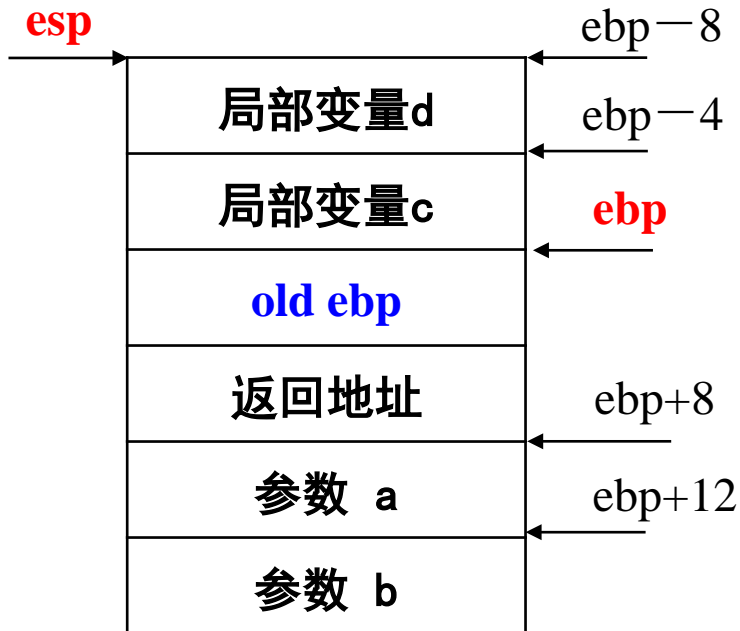 esp
ebp－8
局部变量d
ebp－4
局部变量c
ebp
old ebp
返回地址
ebp+8
参数 a
ebp+12
参数 b